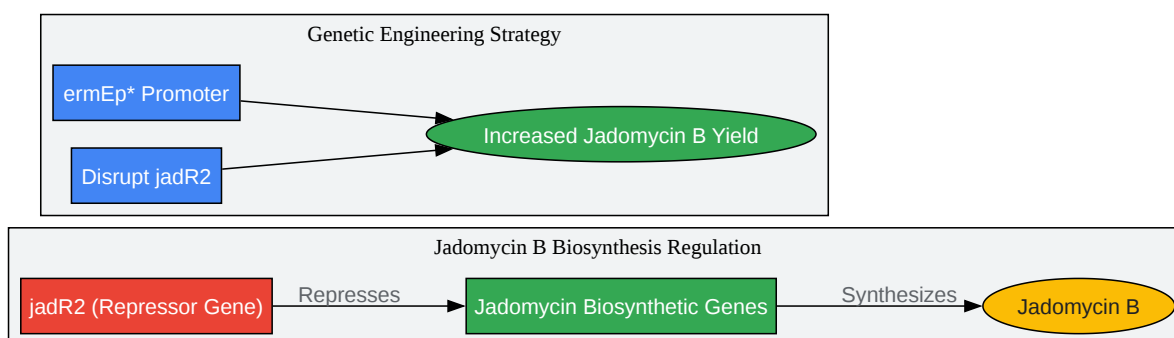 Genetic Engineering Strategy
ermEp* Promoter
Increased Jadomycin B Yield
Disrupt jadR2
Jadomycin B Biosynthesis Regulation
jadR2 (Repressor Gene)
Represses
Jadomycin Biosynthetic Genes
Synthesizes
Jadomycin B